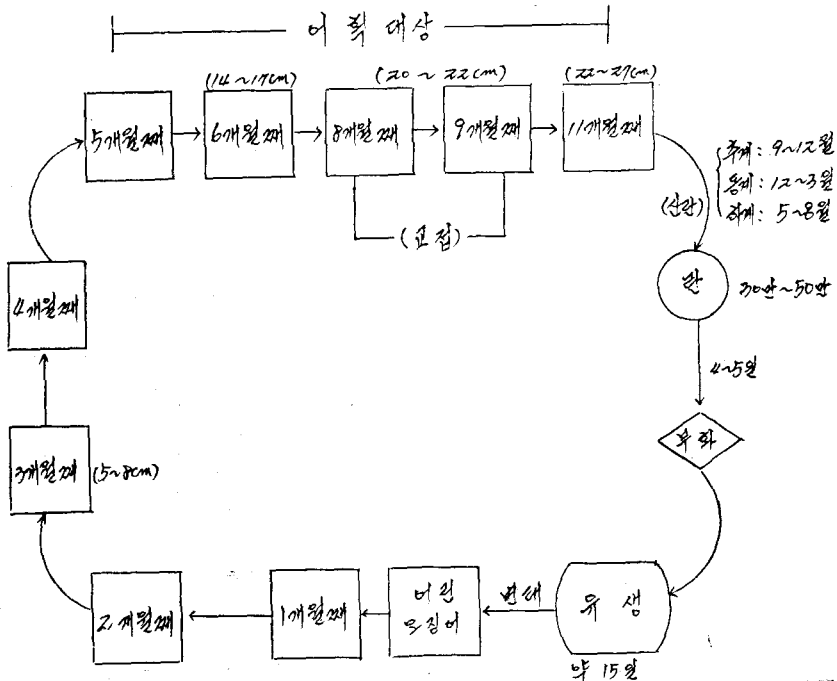 어획대상
(14~17cm)
(20~22cm)
(22~27cm)
5개월째
6개월째
8개월째
9개월째
11개월째
(교접)
(산란)
추계: 9~12월
동계: 12~3월
하계: 5~8월
란
30만~50만
4~5일
부화
유생
약 15일
변태
어린
오징어
1개월째
2개월째
3개월째
(5~8cm)
4개월째